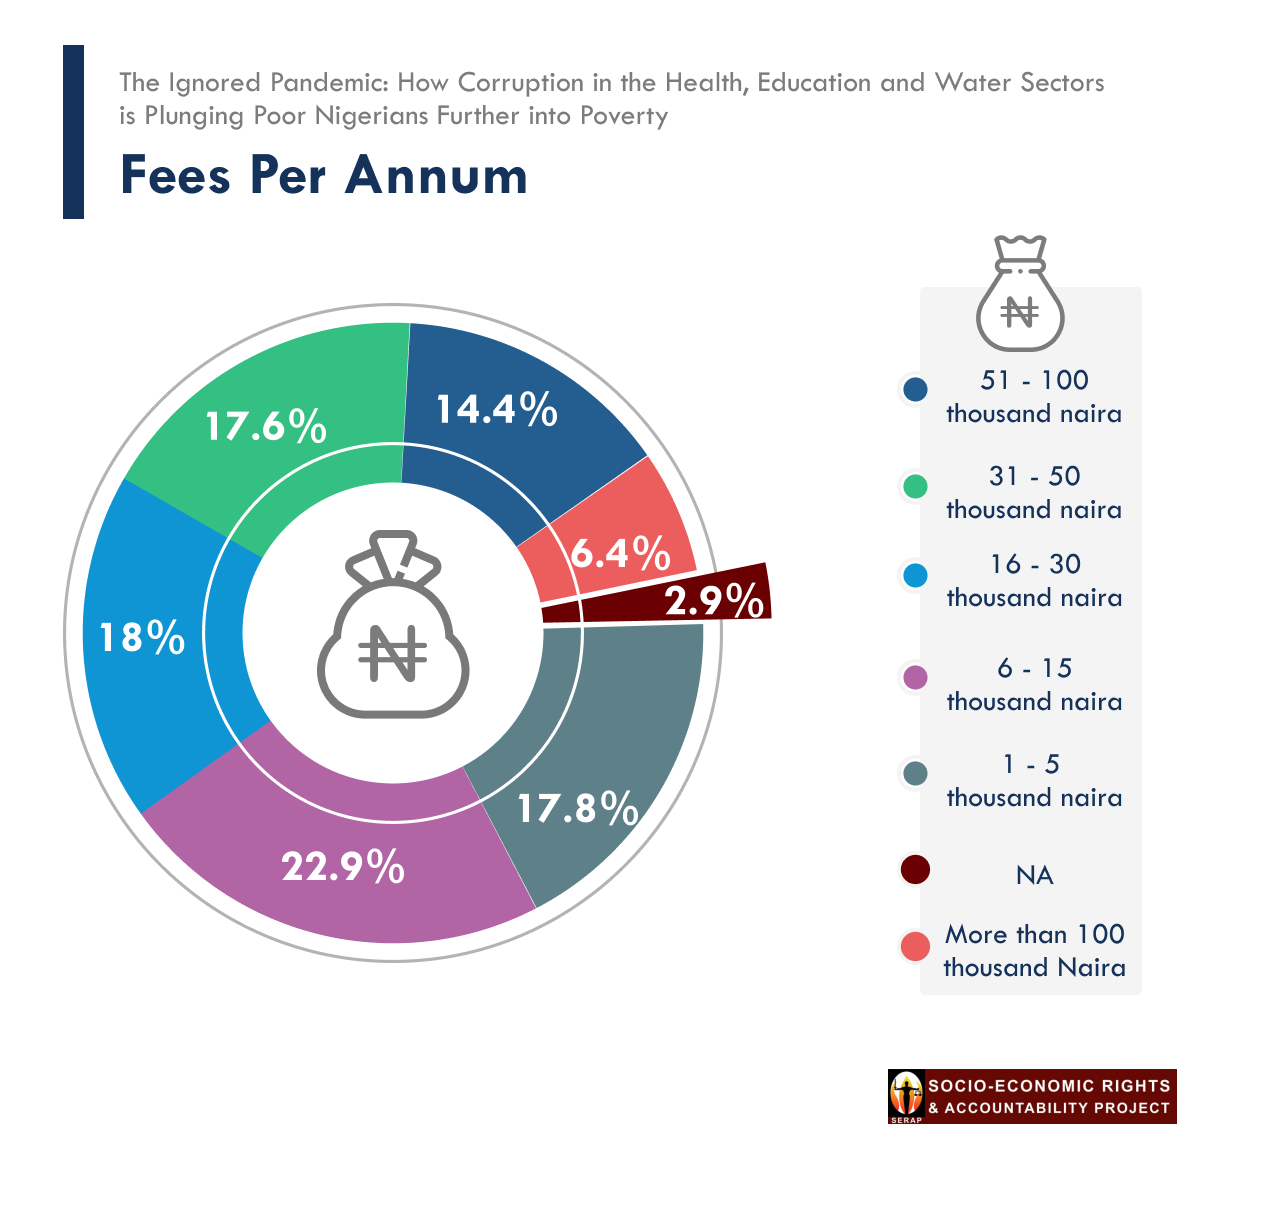 The Ignored Pandemic: How Corruption in the Health, Education and Water Sectors
is Plunging Poor Nigerians Further into Poverty
Fees Per Annum
14.4%
17.6%
6.4%
2.9%
18%
17.8%
22.9%
₦
₦
51 - 100
thousand naira
31 - 50
thousand naira
16 - 30
thousand naira
6 - 15
thousand naira
1 - 5
thousand naira
NA
More than 100
thousand Naira
SOCIO-ECONOMIC RIGHTS
& ACCOUNTABILITY PROJECT
SERAP